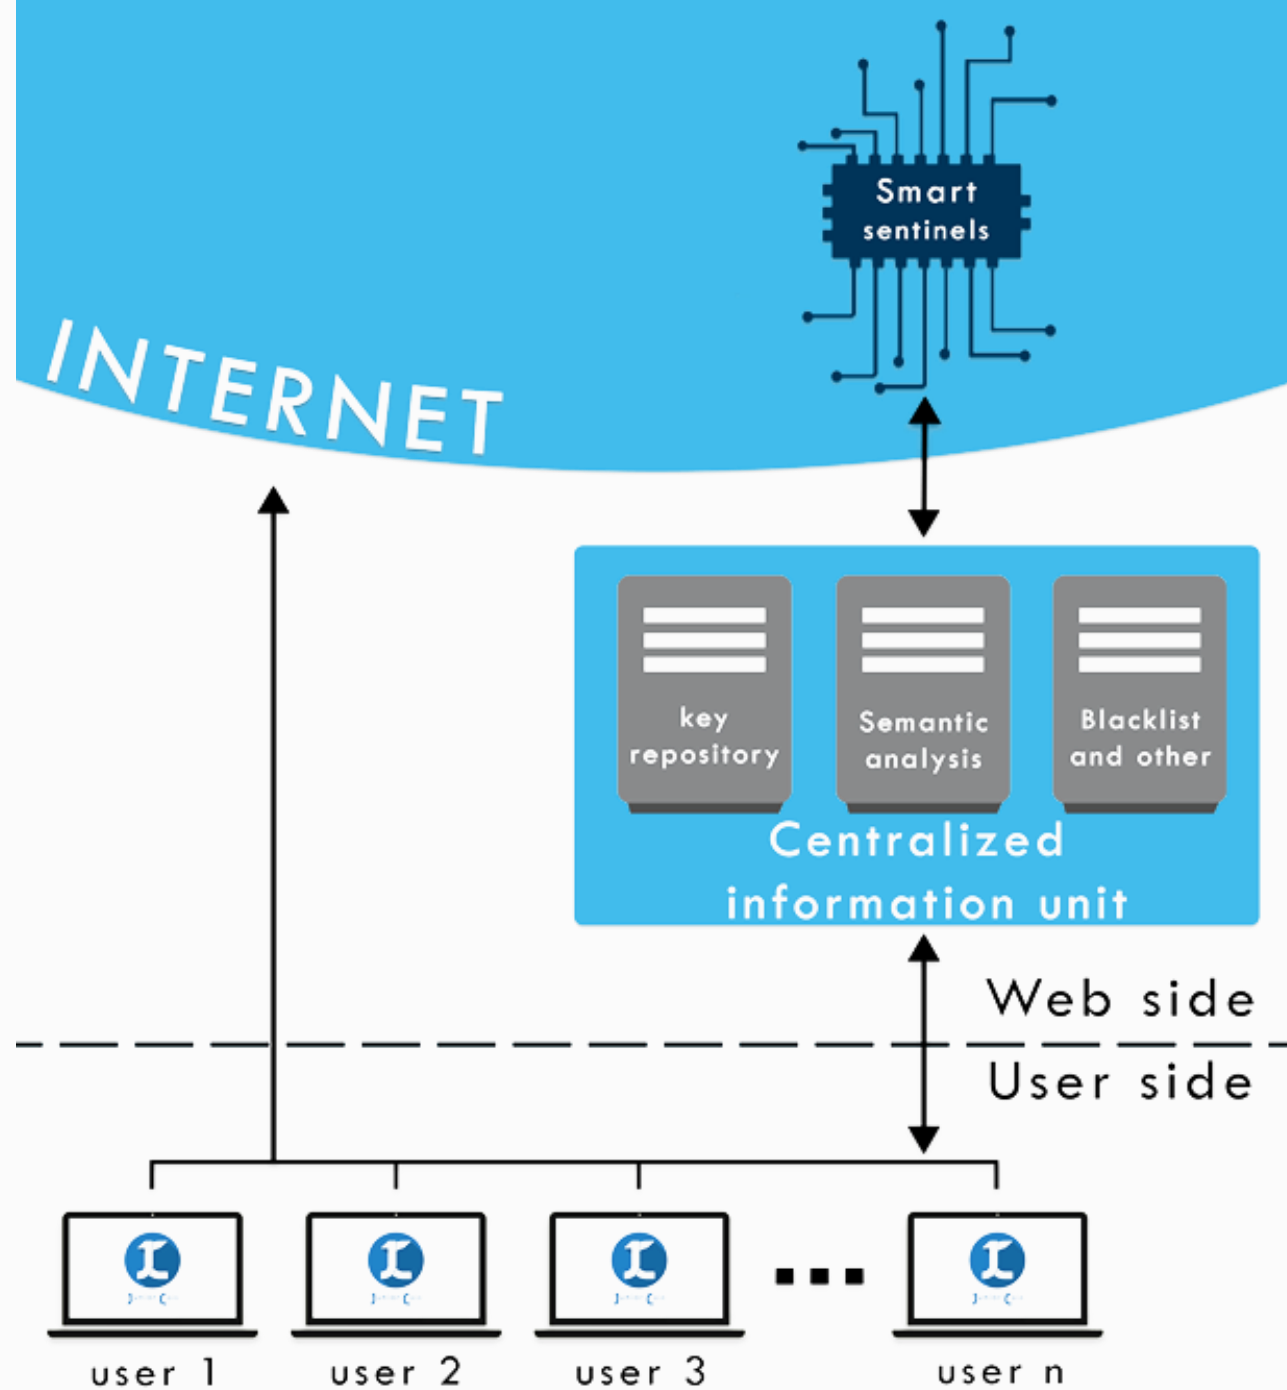 Smart
sentinels
INTERNET
key
repository
Semantic
analysis
Blacklist
and other
Centralized
information unit
Web side
User side
user 1
user 2
user 3
user n